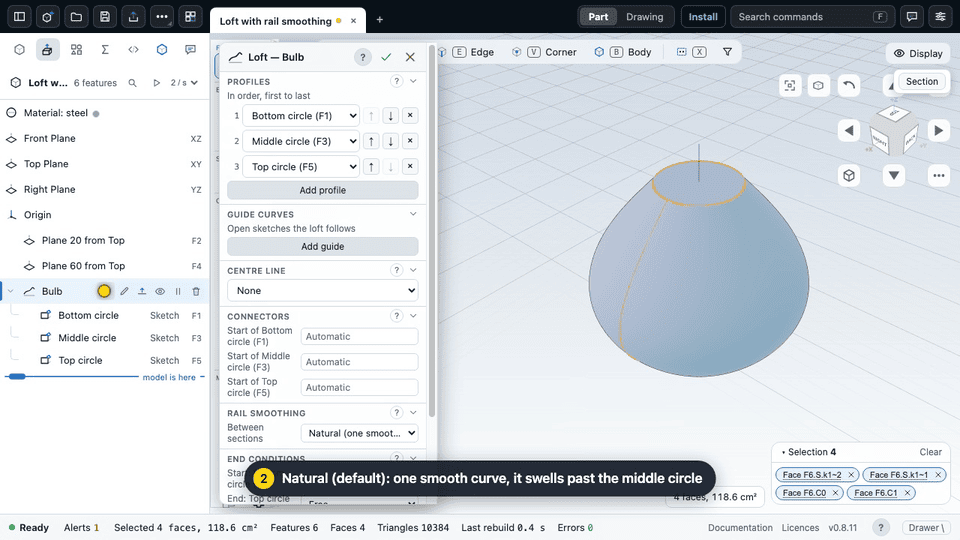 Loft with rail smoothing
Part
Drawing
Install
Search commands
F
Loft w...
6 features
2 / s
Material: steel
Front Plane XZ
Top Plane XY
Right Plane YZ
Origin
Plane 20 from Top F2
Plane 60 from Top F4
Bulb
Bottom circle Sketch F1
Middle circle Sketch F3
Top circle Sketch F5
model is here
Loft — Bulb
?
PROFILES
?
In order, first to last
1 Bottom circle (F1)
2 Middle circle (F3)
3 Top circle (F5)
Add profile
GUIDE CURVES
?
Open sketches the loft follows
Add guide
CENTRE LINE
?
None
CONNECTORS
?
Start of Bottom circle (F1) Automatic
Start of Middle circle (F3) Automatic
Start of Top circle (F5) Automatic
RAIL SMOOTHING
?
Between sections Natural (one smoot...
END CONDITIONS
End: Top circle
E Edge
V Corner
B Body
X
Display
Section
TOP
FRONT
Selection 4
Clear
Face F6.S.k1~2 ×
Face F6.S.k1~1 ×
Face F6.C0 ×
Face F6.C1 ×
4 faces, 118.6 cm²
2 Natural (default): one smooth curve, it swells past the middle circle
Ready
Alerts 1
Selected 4 faces, 118.6 cm²
Features 6
Faces 4
Triangles 10384
Last rebuild 0.4 s
Errors 0
Documentation
Licences
v0.8.11
?
Drawer \